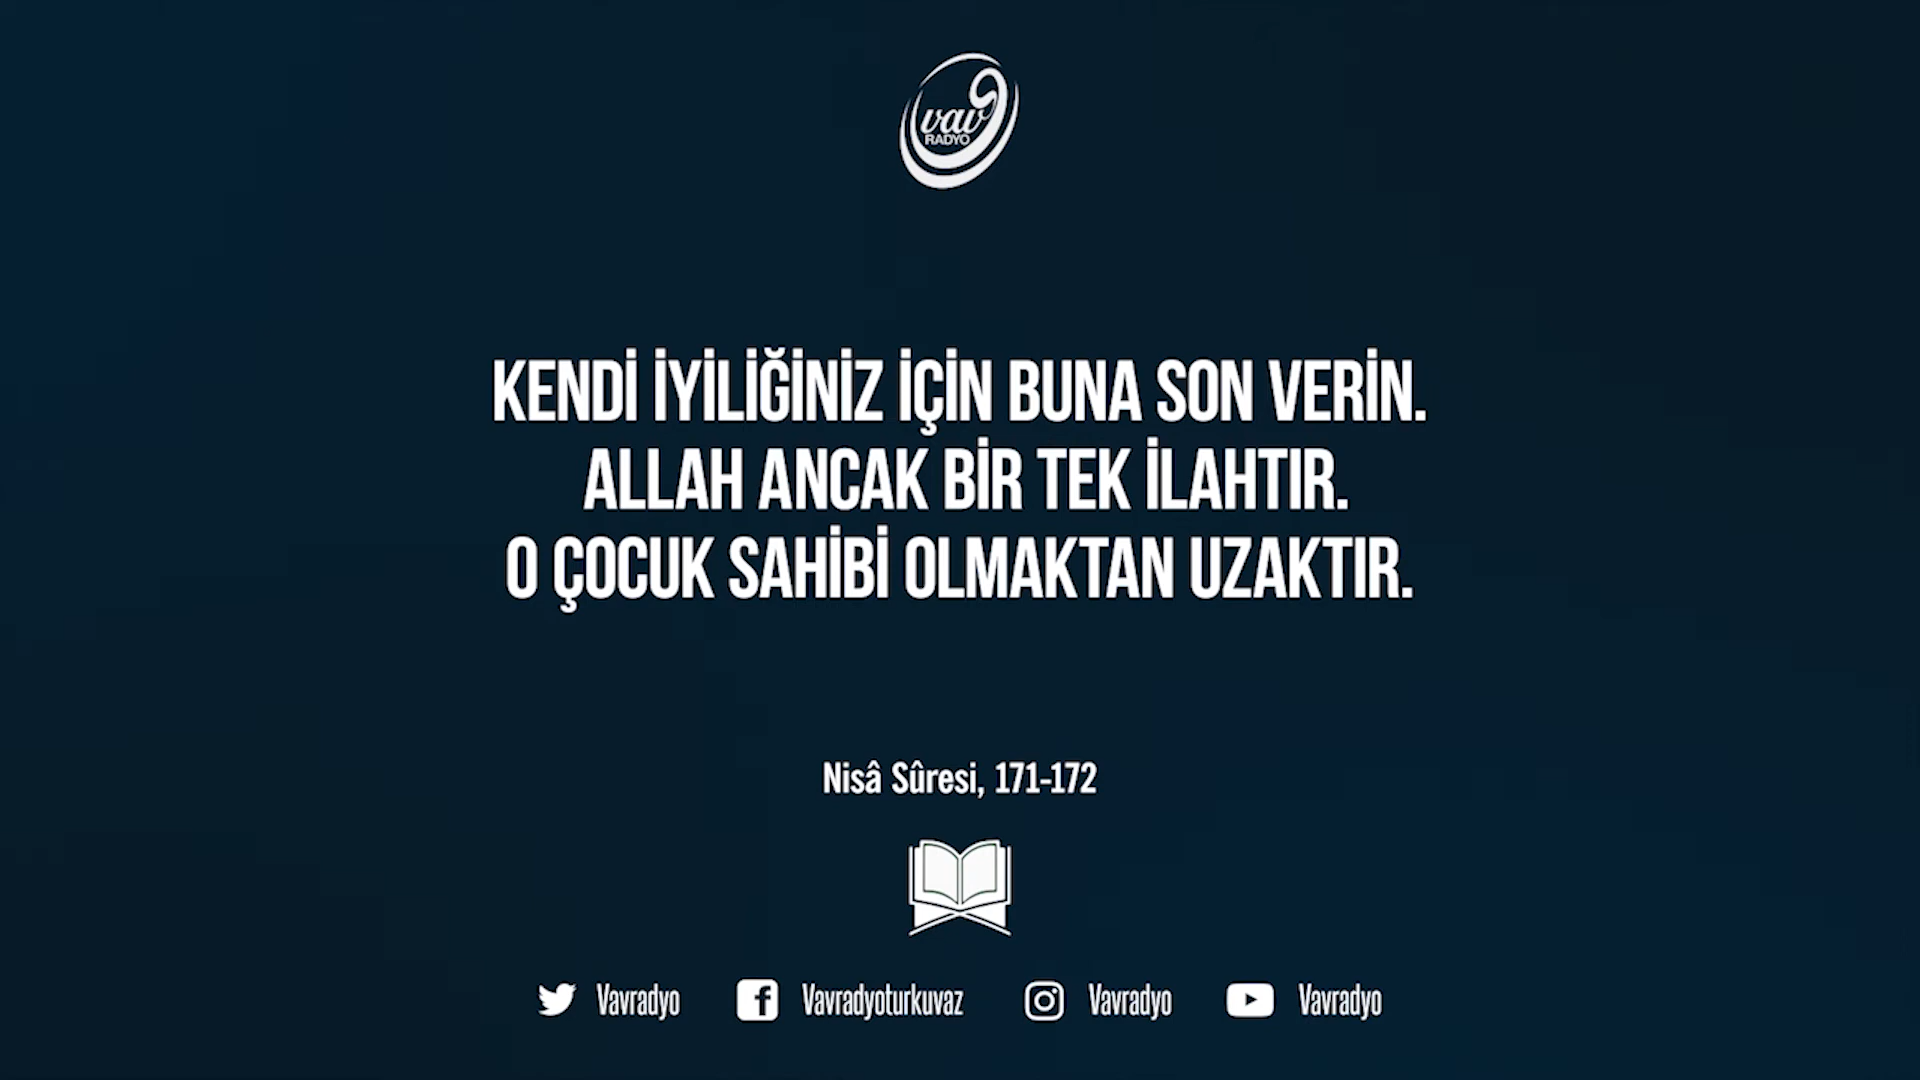 vav
RADYO
KENDİ İYİLİĞİNİZ İÇİN BUNA SON VERİN.
ALLAH ANCAK BİR TEK İLAHTIR.
O ÇOCUK SAHİBİ OLMAKTAN UZAKTIR.
Nisâ Sûresi, 171-172
Vavradyo Vavradyoturkuvaz Vavradyo Vavradyo